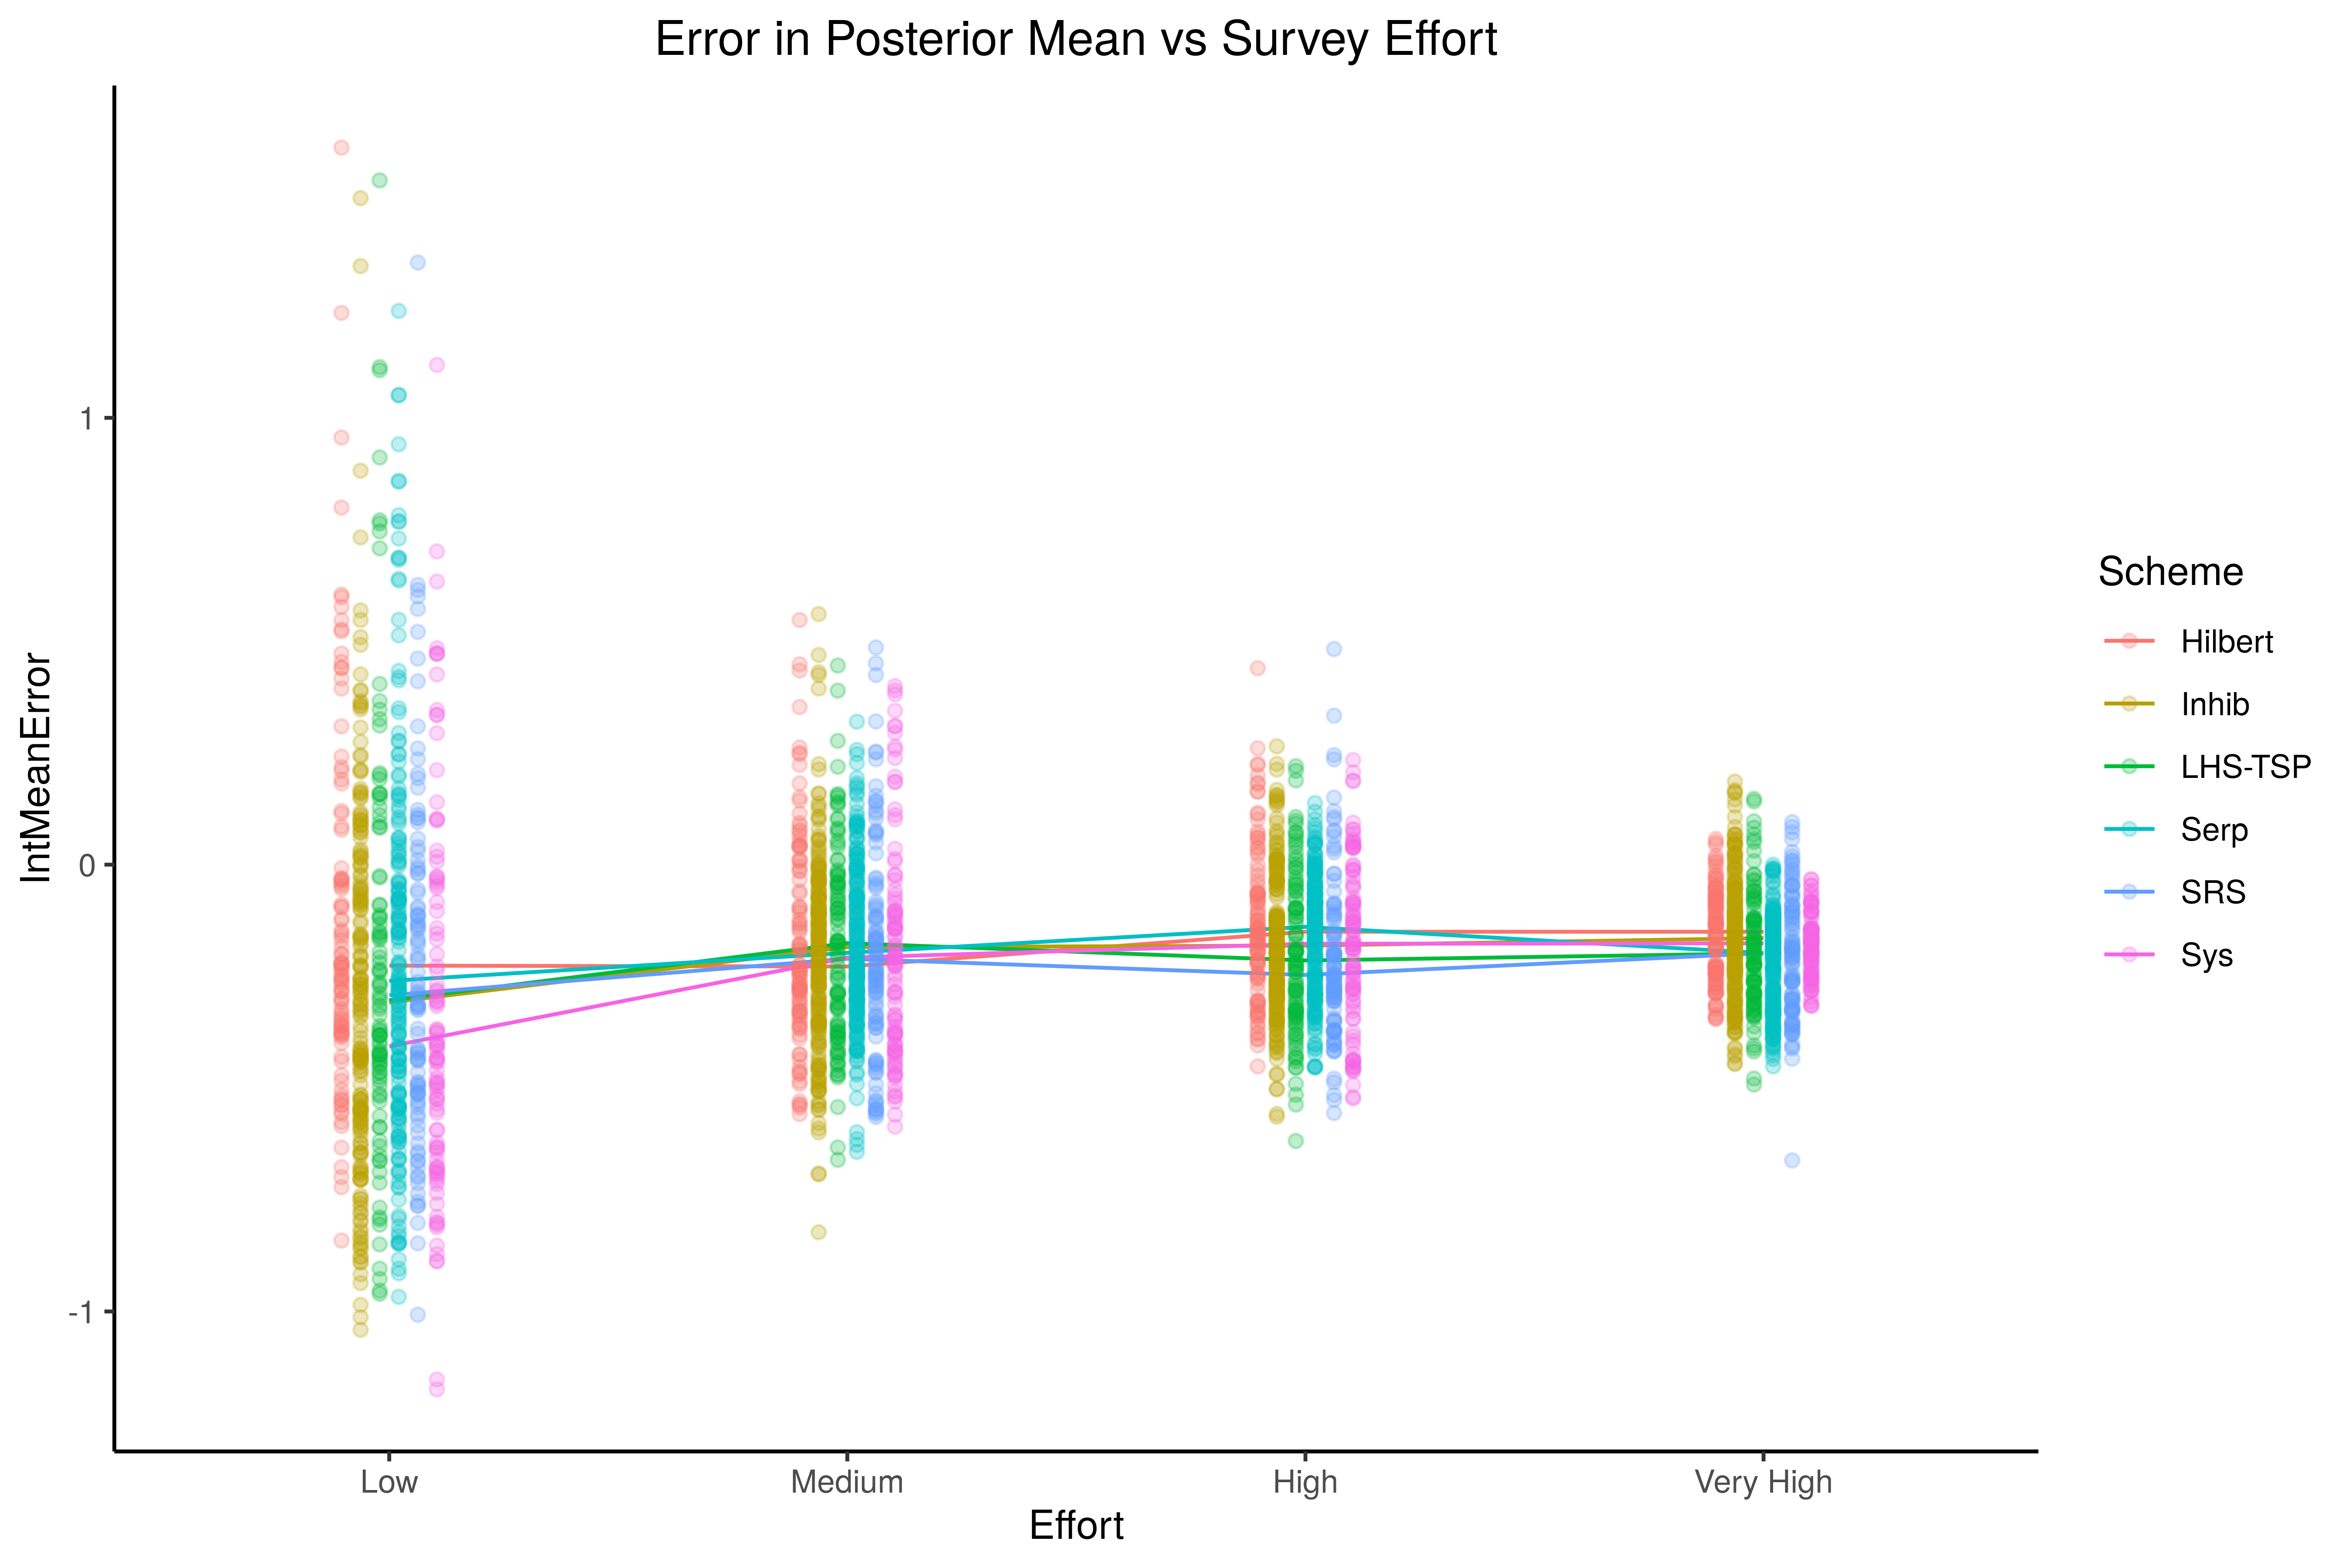 Error in Posterior Mean vs Survey Effort
IntMeanError
1
0
-1
Low
Medium
High
Very High
Effort
Scheme
Hilbert
Inhib
LHS-TSP
Serp
SRS
Sys